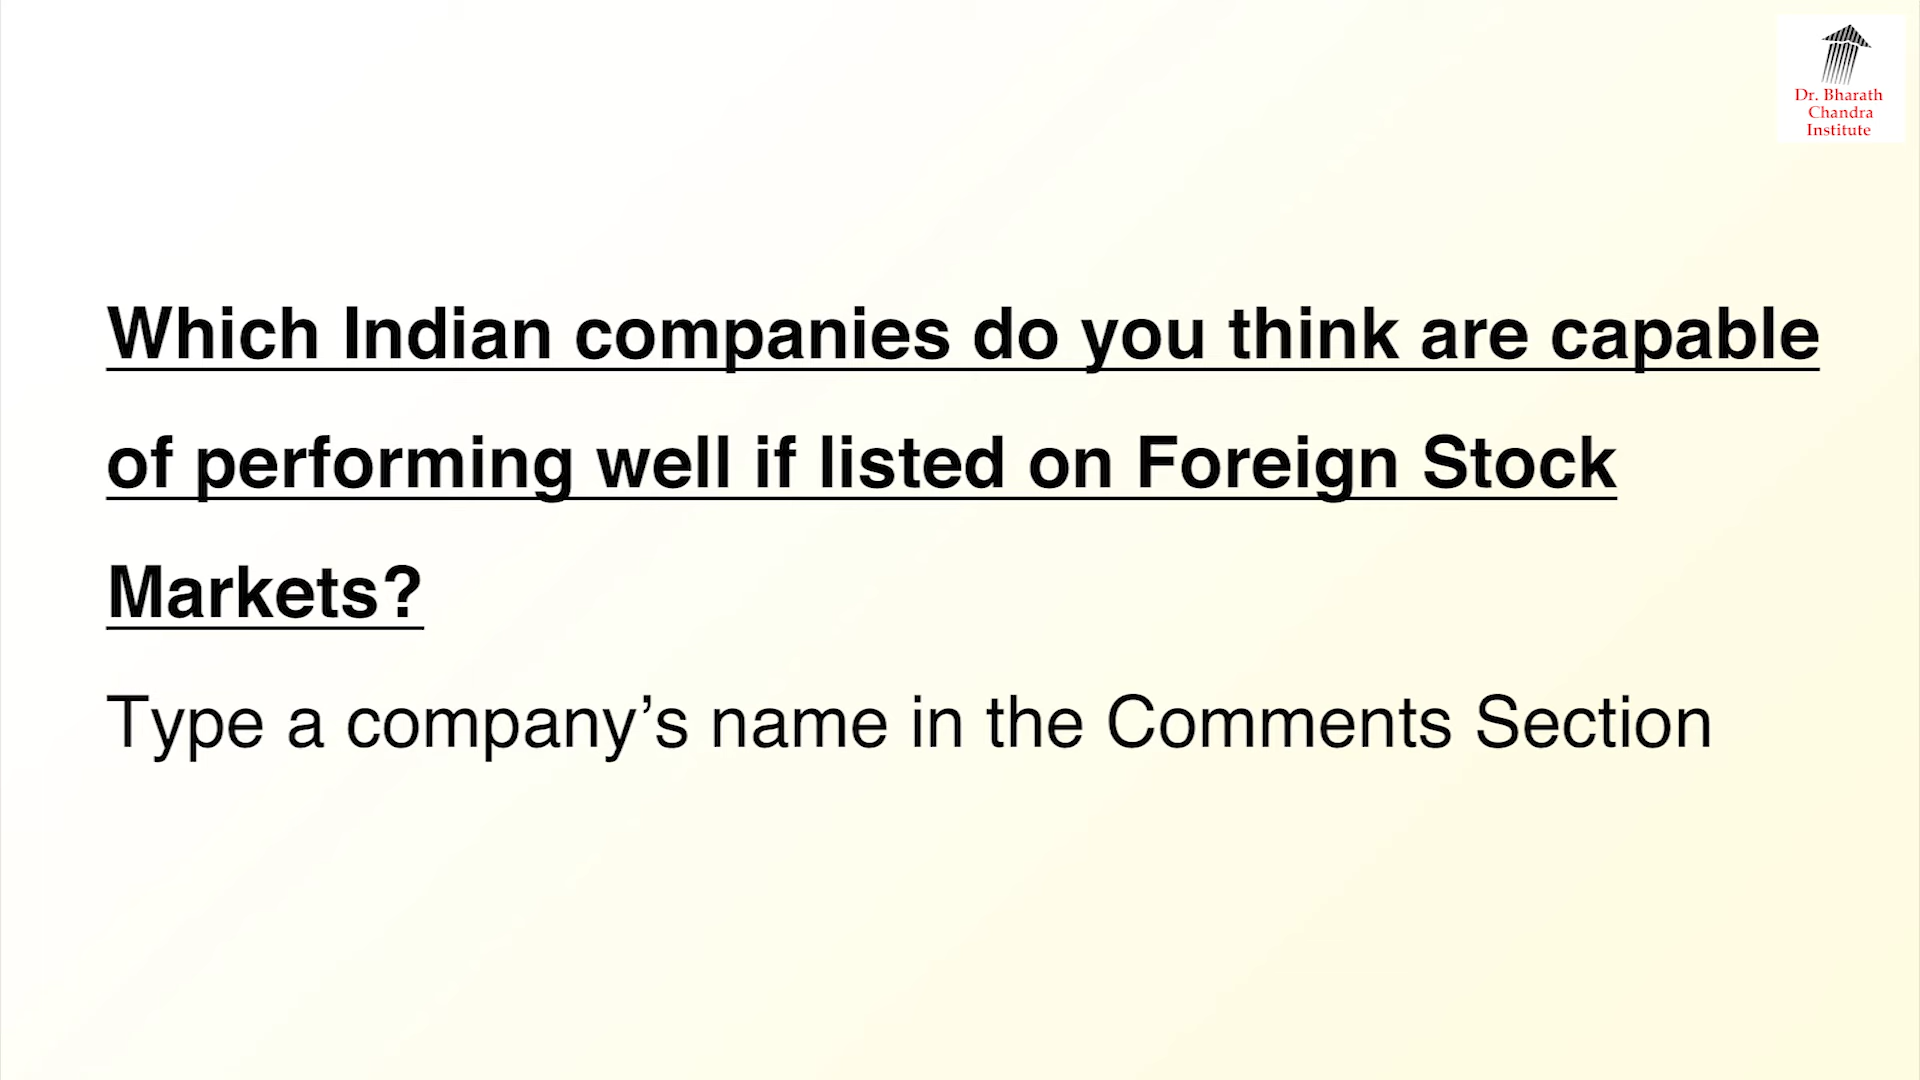 Dr. Bharath
Chandra
Institute
Which Indian companies do you think are capable
of performing well if listed on Foreign Stock
Markets?
Type a company’s name in the Comments Section